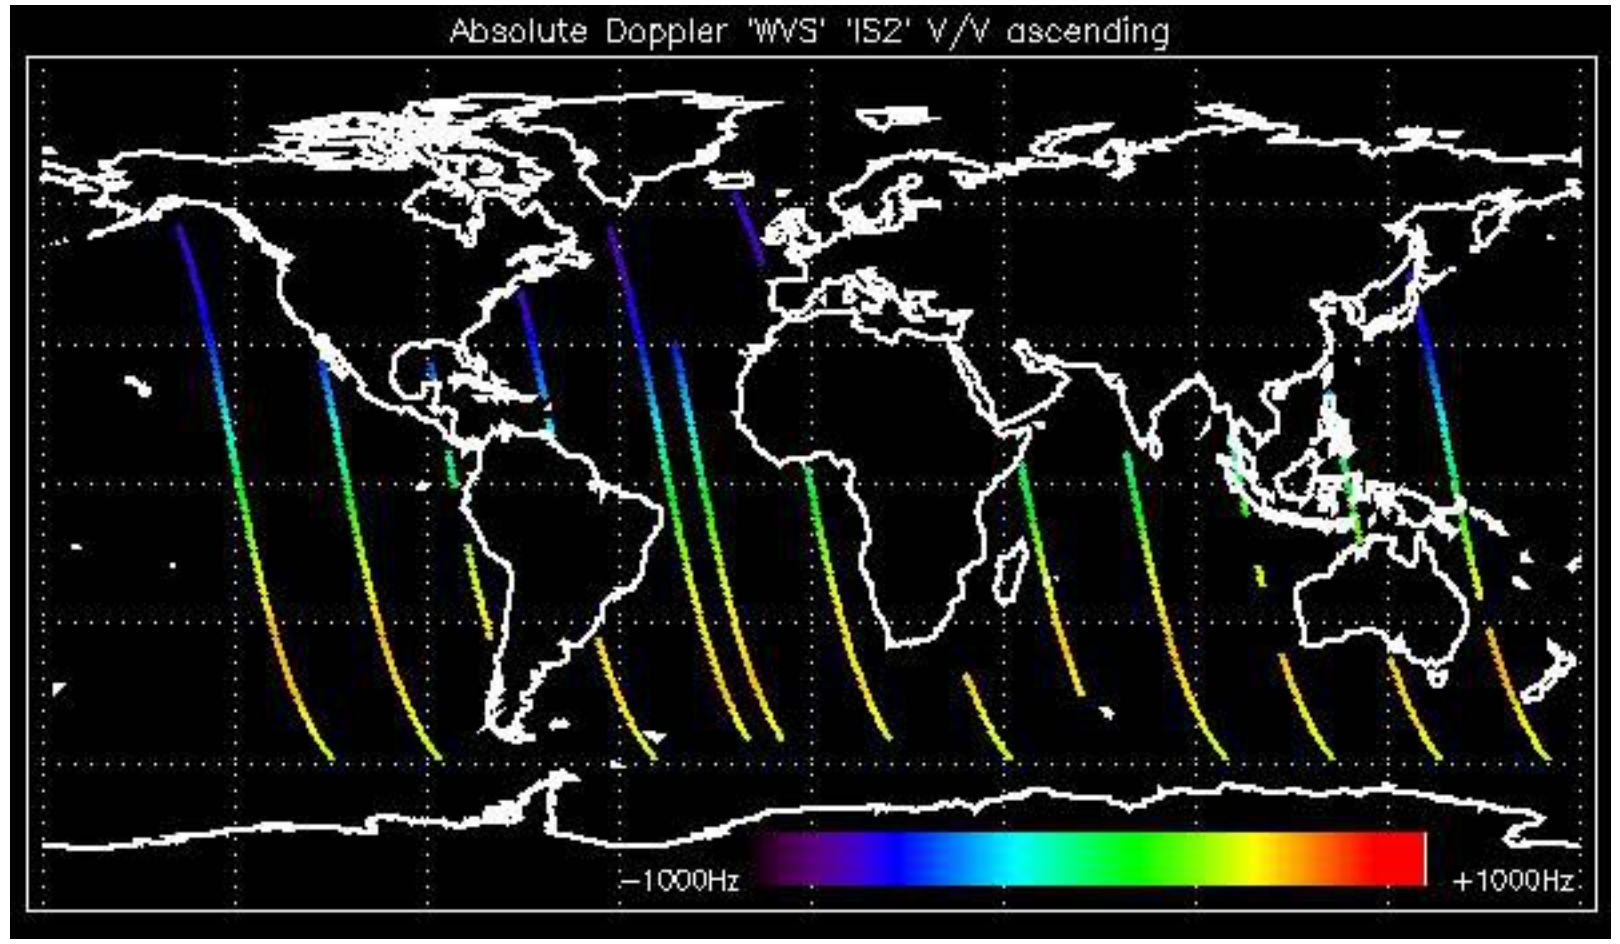 Absolute Doppler 'WVS' 'IS2' V/V ascending
−1000Hz
+1000Hz